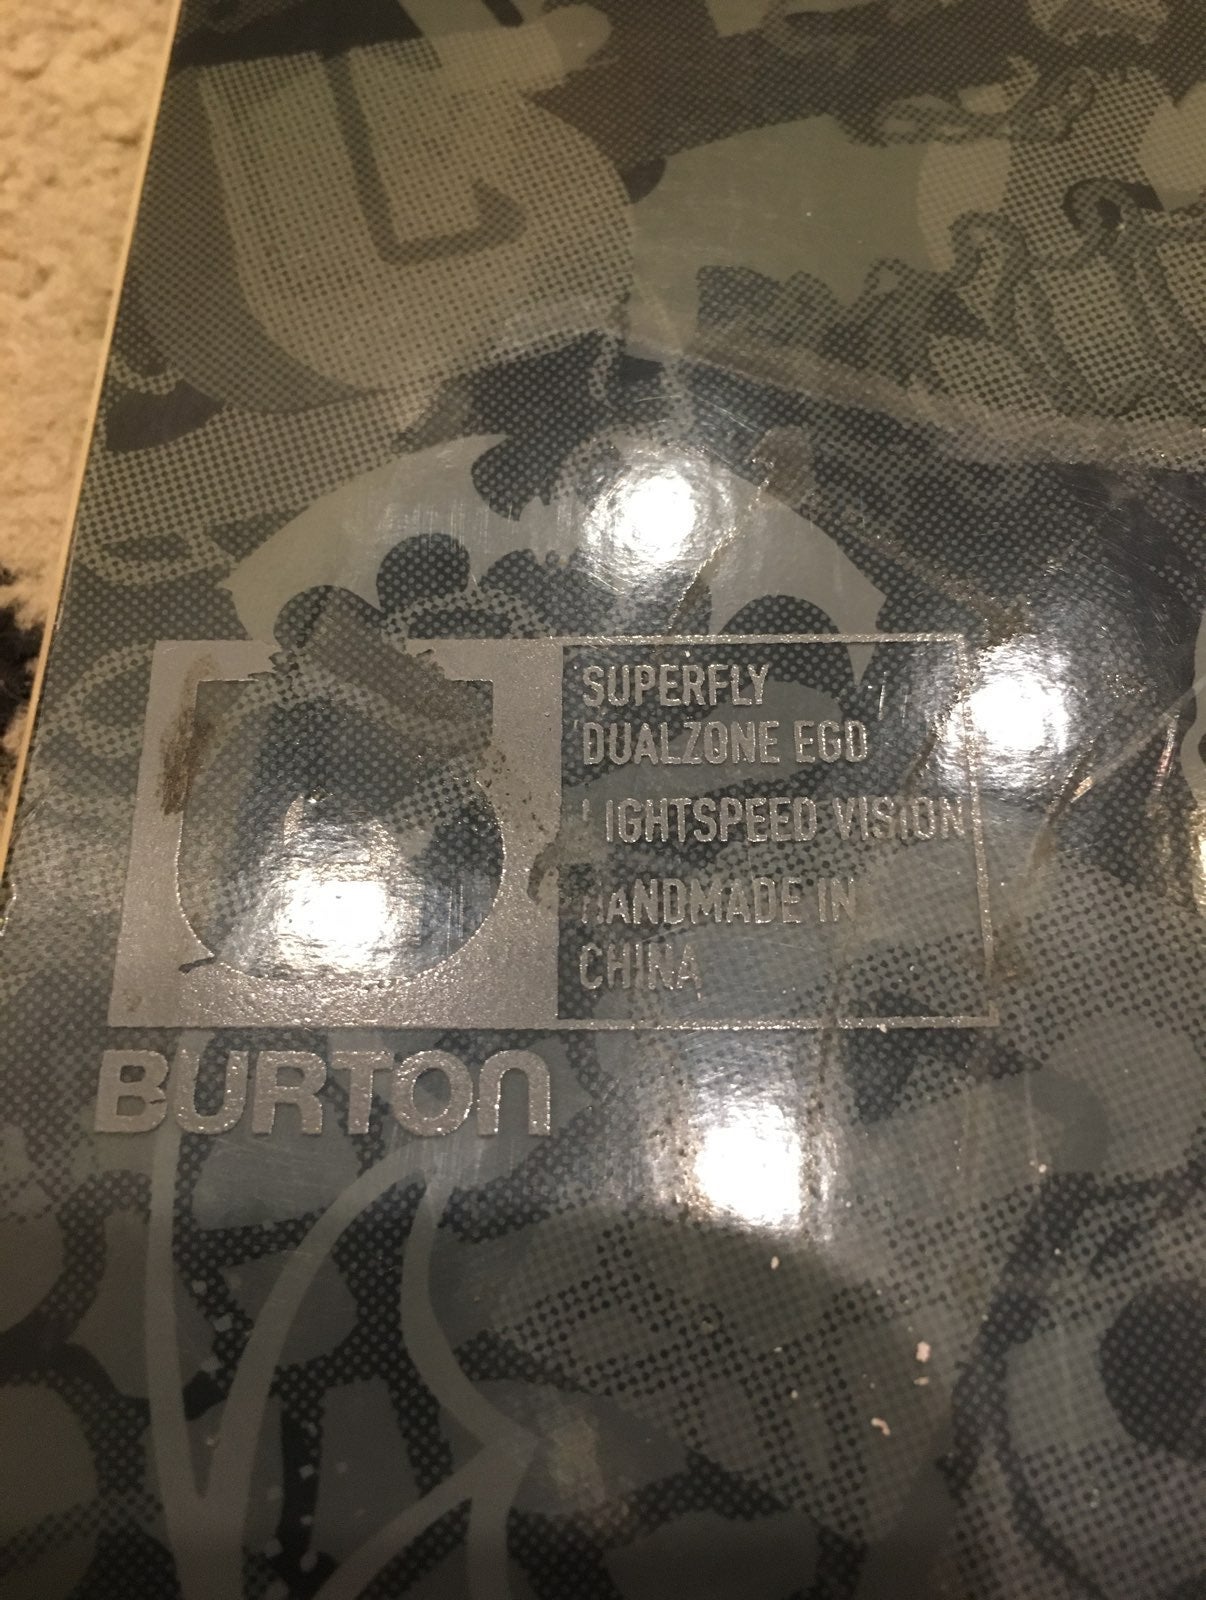 SUPERFLY
DUALZONE EGD
LIGHTSPEED VISION
HANDMADE IN
CHINA
BURTON